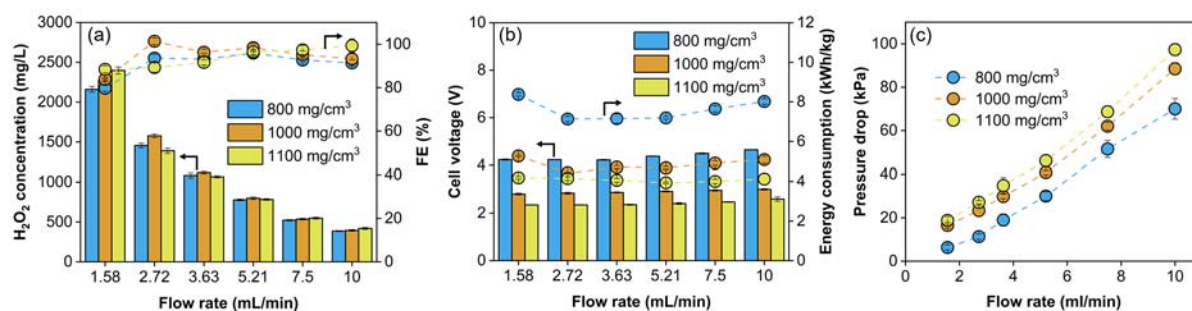 (a)
H₂O₂ concentration (mg/L)
3000
2500
2000
1500
1000
500
0
800 mg/cm³
1000 mg/cm³
1100 mg/cm³
100
80
60
40
20
0
FE (%)
1.58 2.72 3.63 5.21 7.5 10
Flow rate (mL/min)
(b)
Cell voltage (V)
10
8
6
4
2
0
800 mg/cm³
1000 mg/cm³
1100 mg/cm³
12
10
8
6
4
2
0
Energy consumption (kWh/kg)
1.58 2.72 3.63 5.21 7.5 10
Flow rate (mL/min)
(c)
Pressure drop (kPa)
100
80
60
40
20
0
800 mg/cm³
1000 mg/cm³
1100 mg/cm³
0 2 4 6 8 10
Flow rate (ml/min)